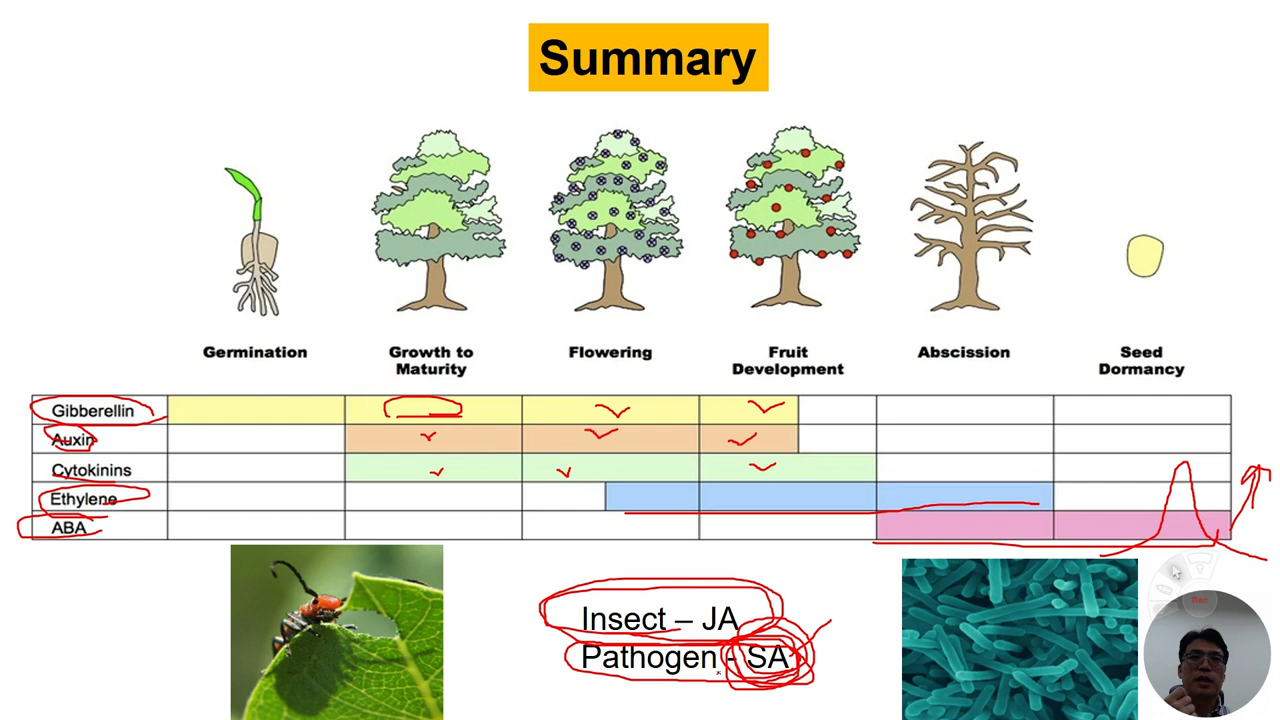 Summary
Germination
Growth to
Maturity
Flowering
Fruit
Development
Abscission
Seed
Dormancy
Gibberellin
Auxin
Cytokinins
Ethylene
ABA
Insect – JA
Pathogen - SA